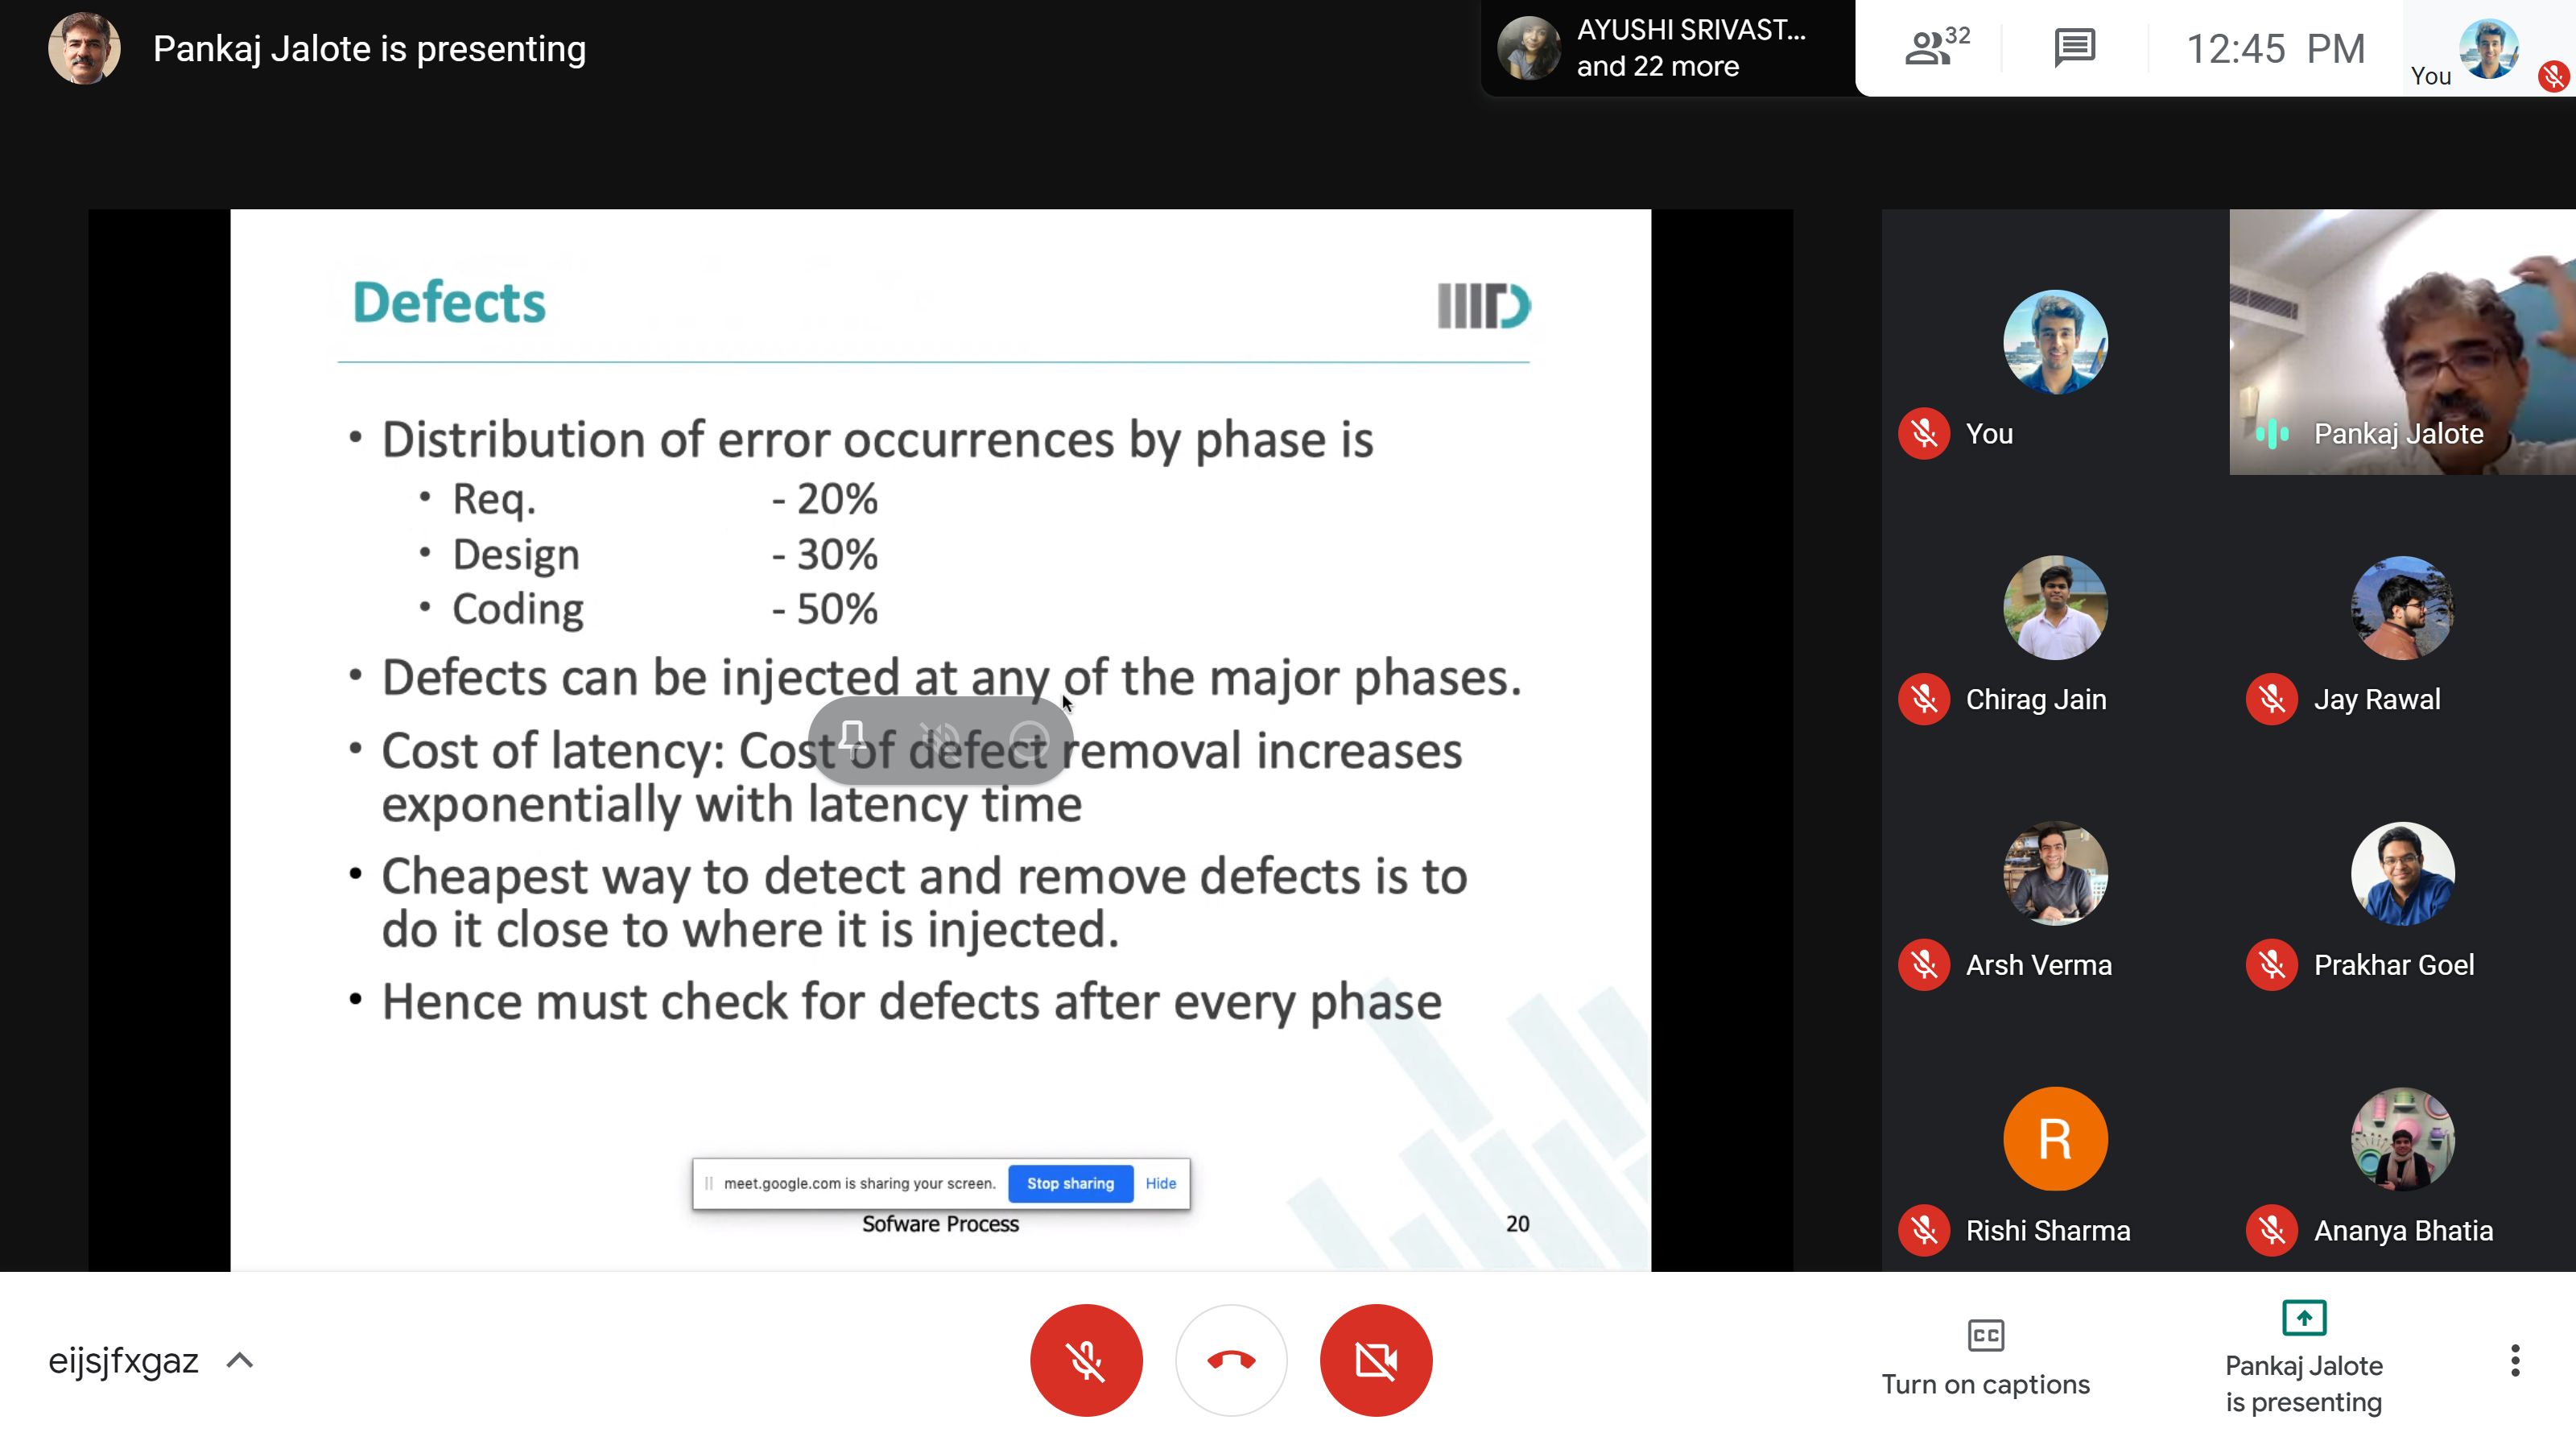 Pankaj Jalote is presenting
AYUSHI SRIVAST...
and 22 more
32
12:45 PM
You
Defects
IIITD
• Distribution of error occurrences by phase is
• Req. - 20%
• Design - 30%
• Coding - 50%
• Defects can be injected at any of the major phases.
• Cost of latency: Cost of defect removal increases
exponentially with latency time
• Cheapest way to detect and remove defects is to
do it close to where it is injected.
• Hence must check for defects after every phase
meet.google.com is sharing your screen. Stop sharing Hide
Sofware Process
20
You
Pankaj Jalote
Chirag Jain
Jay Rawal
Arsh Verma
Prakhar Goel
R
Rishi Sharma
Ananya Bhatia
eijsjfxgaz
CC
Turn on captions
Pankaj Jalote
is presenting